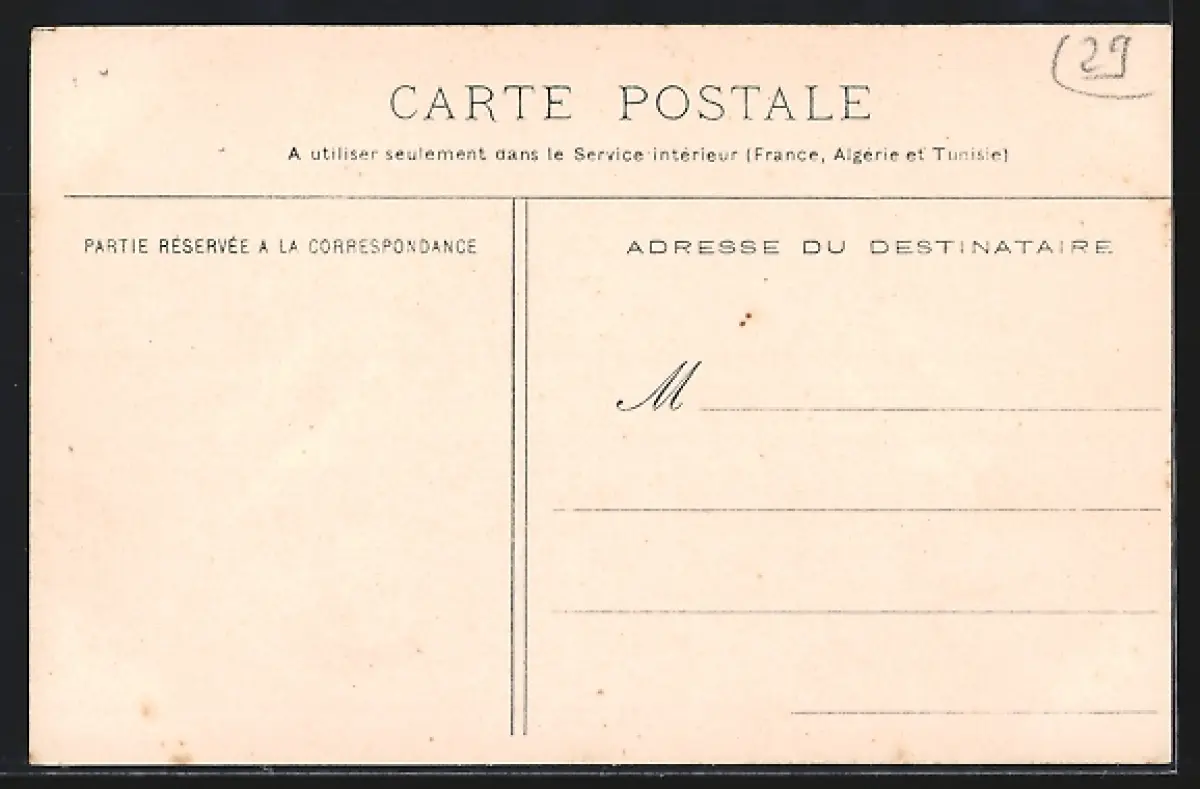 (29
CARTE POSTALE
A utiliser seulement dans le Service intérieur (France, Algérie et Tunisie)
PARTIE RÉSERVÉE A LA CORRESPONDANCE
ADRESSE DU DESTINATAIRE
M